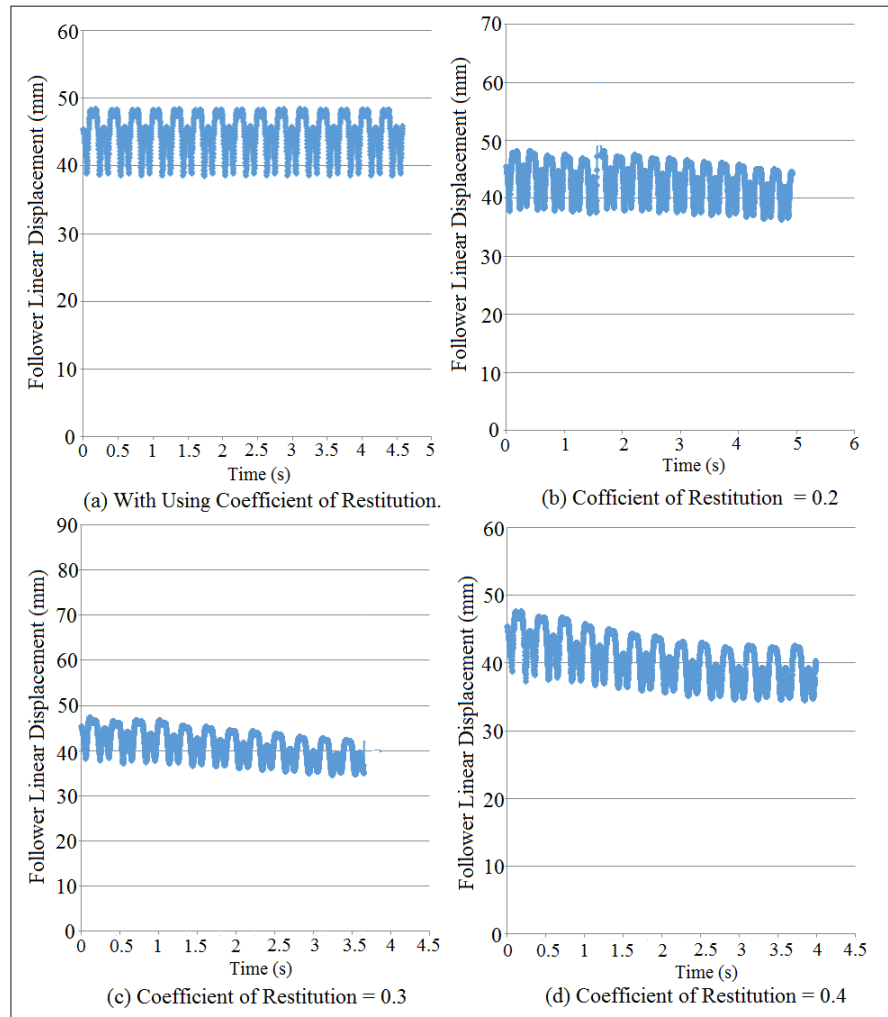 60
50
40
30
20
10
0
Follower Linear Displacement (mm)
0 0.5 1 1.5 2 2.5 3 3.5 4 4.5 5
Time (s)
(a) With Using Coefficient of Restitution.
70
60
50
40
30
20
10
0
Follower Linear Displacement (mm)
0 1 2 3 4 5 6
Time (s)
(b) Cofficient of Restitution = 0.2
90
80
70
60
50
40
30
20
10
0
Follower Linear Displacement (mm)
0 0.5 1 1.5 2 2.5 3 3.5 4 4.5
Time (s)
(c) Coefficient of Restitution = 0.3
60
50
40
30
20
10
0
Follower Linear Displacement (mm)
0 0.5 1 1.5 2 2.5 3 3.5 4 4.5
Time (s)
(d) Coefficient of Restitution = 0.4